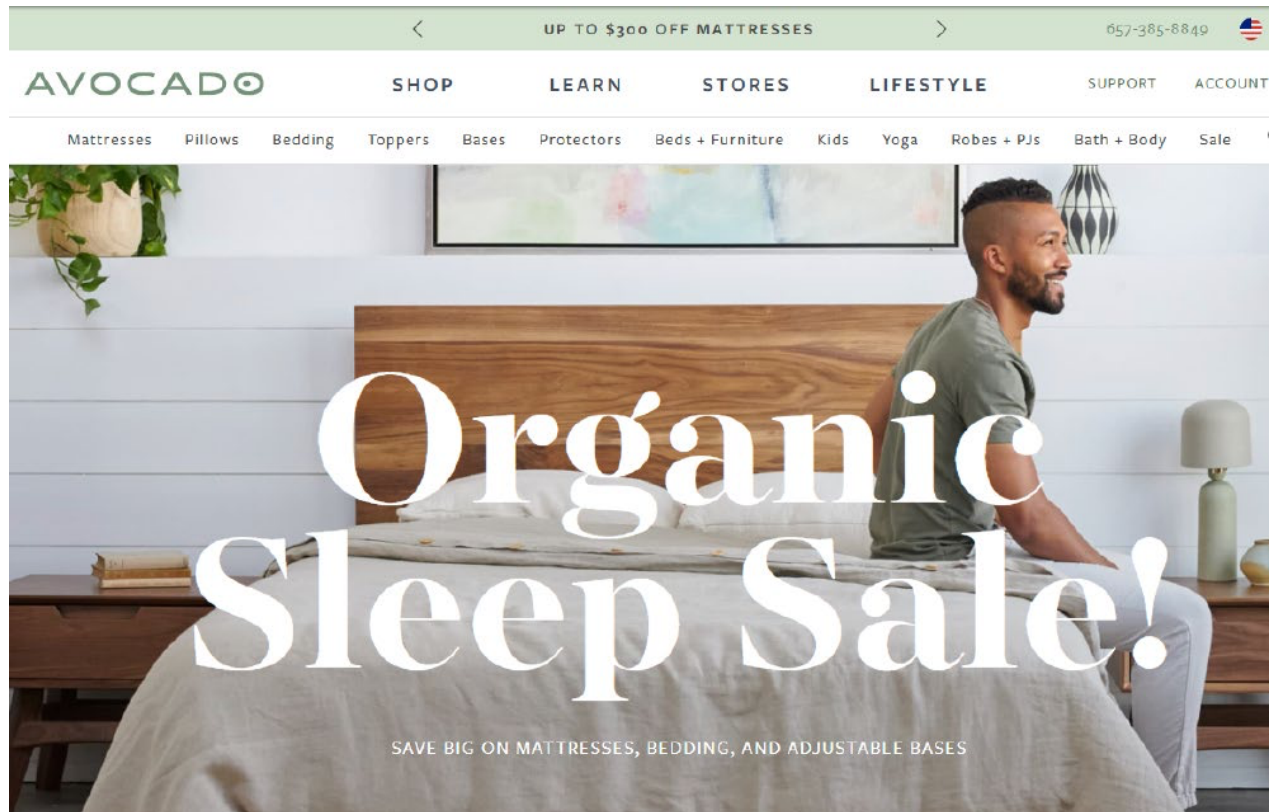 UP TO $300 OFF MATTRESSES
657-385-8849
AVOCADO
SHOP LEARN STORES LIFESTYLE SUPPORT ACCOUNT
Mattresses Pillows Bedding Toppers Bases Protectors Beds + Furniture Kids Yoga Robes + PJs Bath + Body Sale
Organic
Sleep Sale!
SAVE BIG ON MATTRESSES, BEDDING, AND ADJUSTABLE BASES